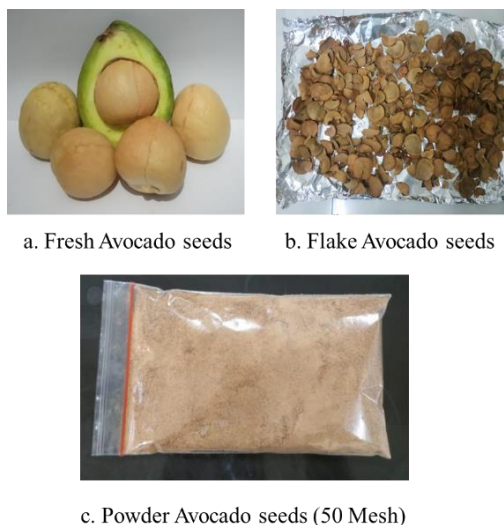 a. Fresh Avocado seeds
b. Flake Avocado seeds
c. Powder Avocado seeds (50 Mesh)